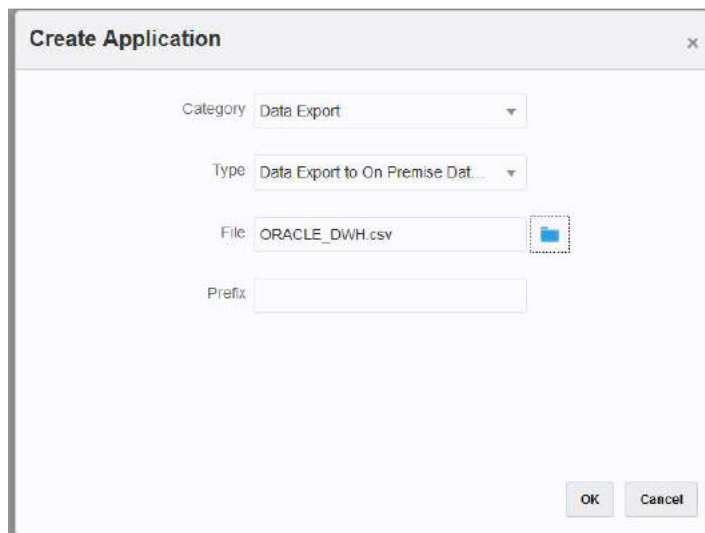 Create Application
×
Category Data Export
Type Data Export to On Premise Dat...
File ORACLE_DWH.csv
Prefix
OK Cancel